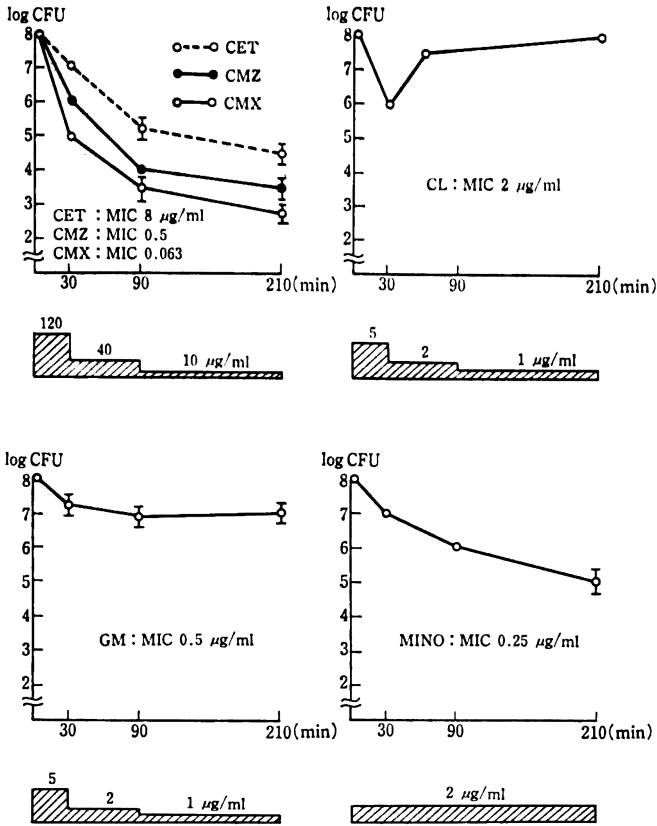 log CFU
8
7
6
5
4
3
2
CET
CMZ
CMX
CET : MIC 8 μg/ml
CMZ : MIC 0.5
CMX : MIC 0.063
30 90 210(min)
120
40
10 μg/ml
log CFU
8
7
6
5
4
3
2
CL : MIC 2 μg/ml
30 90 210(min)
5
2
1 μg/ml
log CFU
8
7
6
5
4
3
2
GM : MIC 0.5 μg/ml
30 90 210(min)
5
2
1 μg/ml
log CFU
8
7
6
5
4
3
2
MINO : MIC 0.25 μg/ml
30 90 210(min)
2 μg/ml